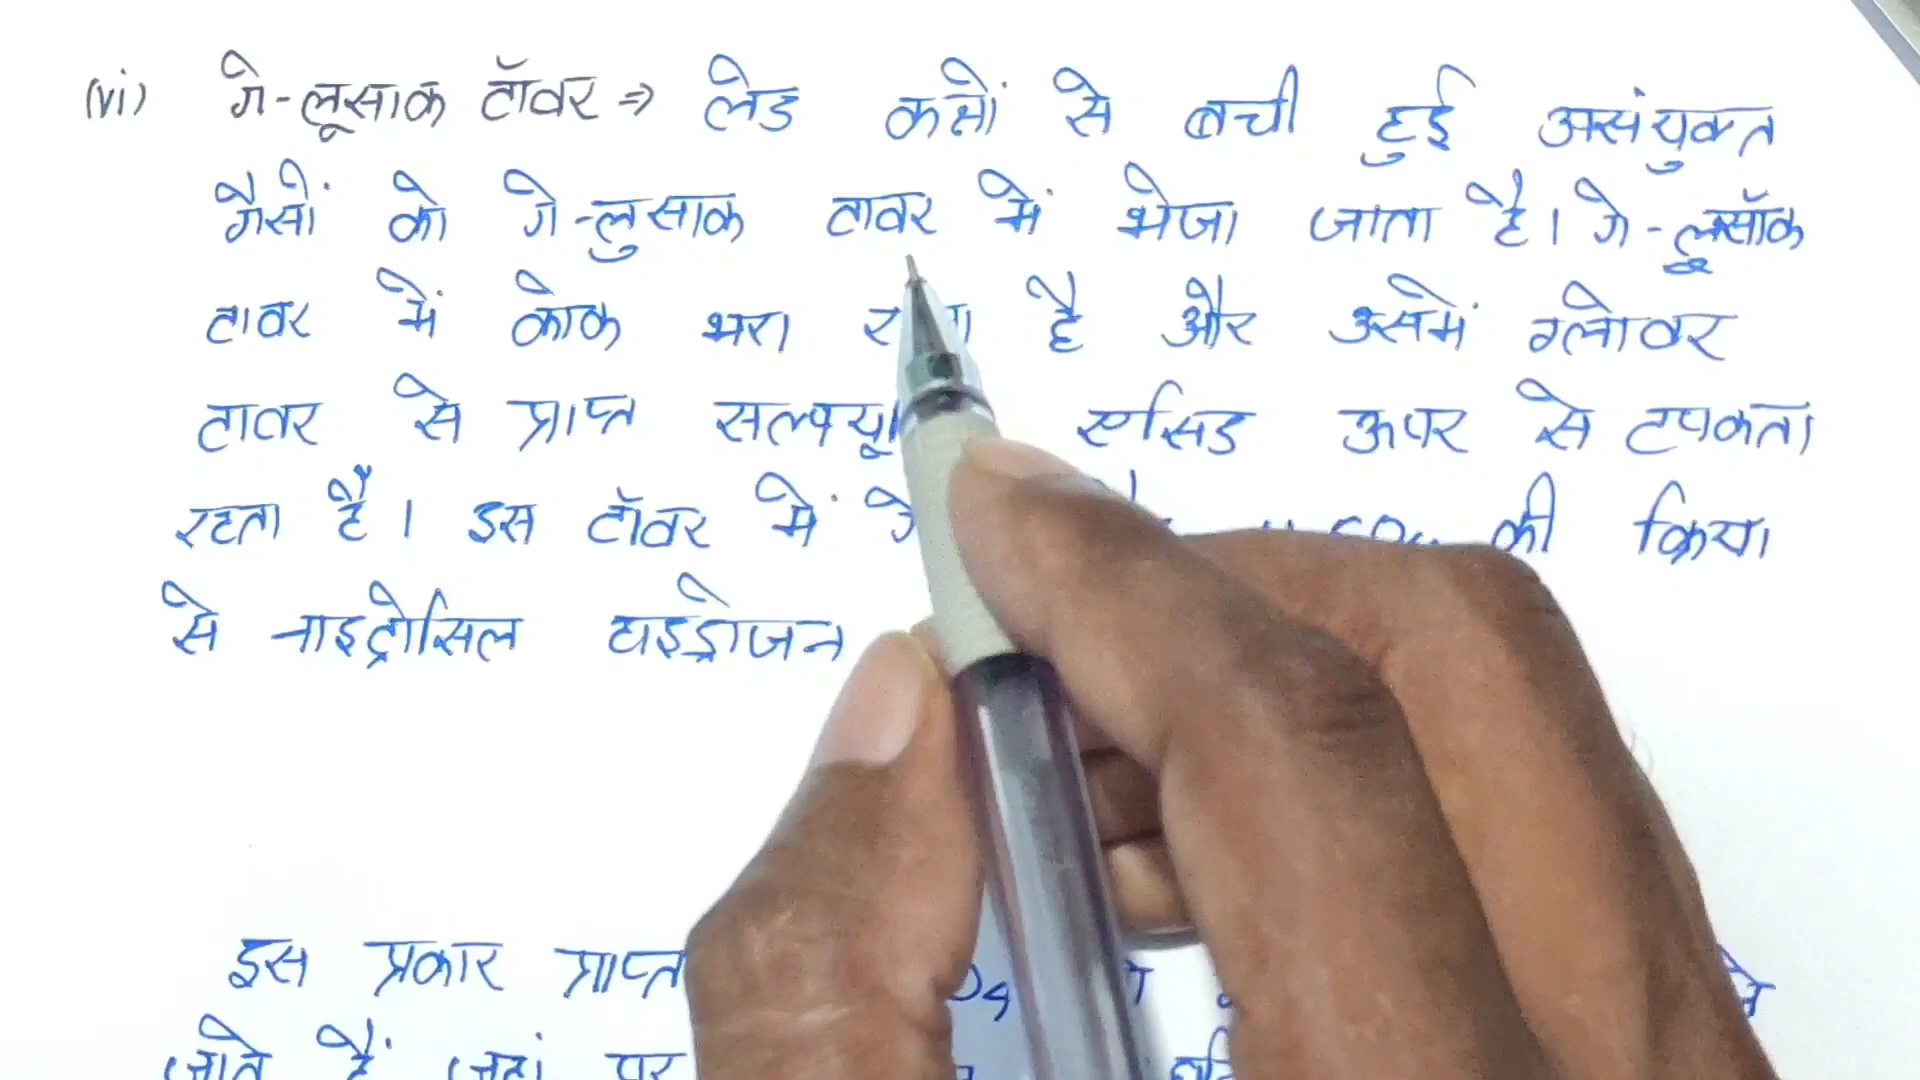 (vi) गे-लूसाक टॉवर ⇒ लेड कक्षों से बची हुई असंयुक्त
गैसों को गे-लुसाक टावर में भेजा जाता है। गे-लूसॉक
टावर में कोक भरा है और उसमें ग्लोवर
टावर से प्राप्त एसिड ऊपर से टपकता
रहता है। इस टॉवर में की क्रिया
से नाइट्रोसिल हाइड्रोजन
इस प्रकार प्राप्त
जाते हैं जहां पर